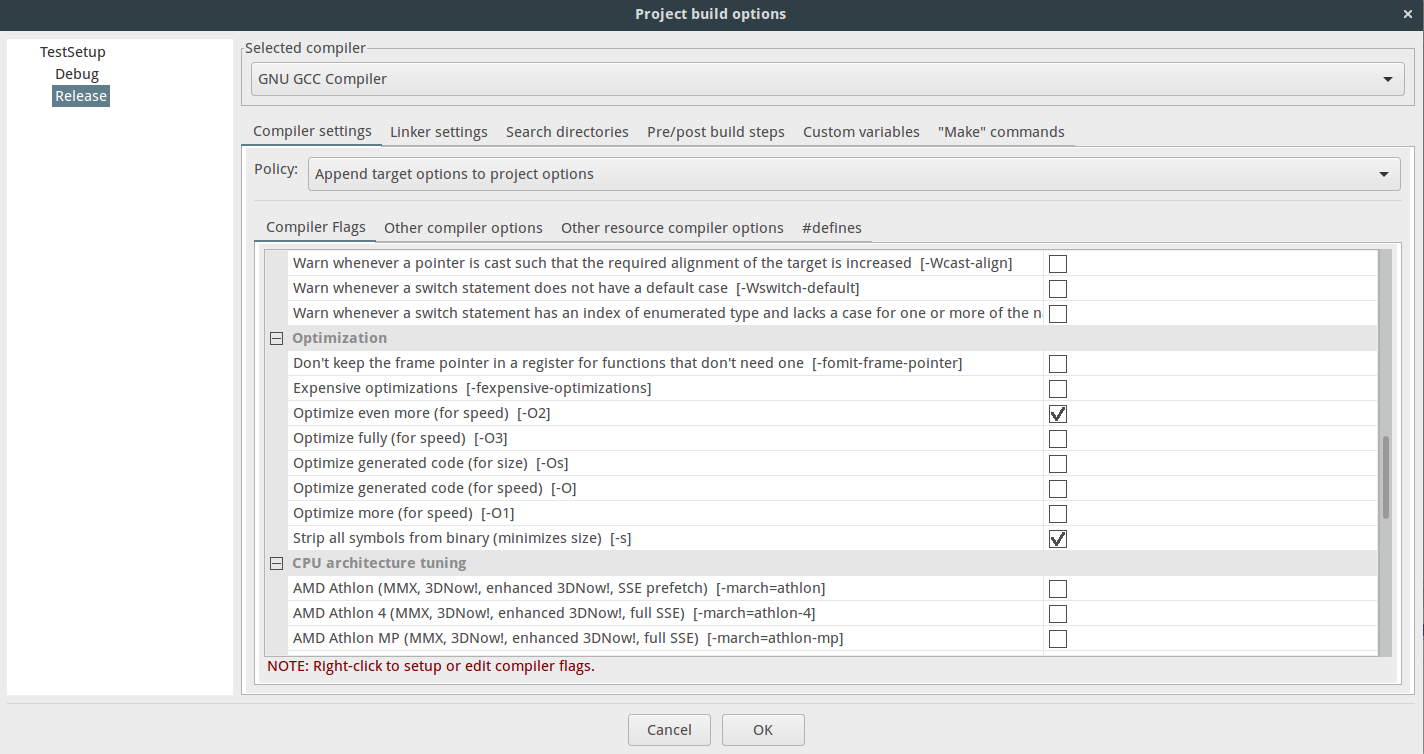 Project build options
TestSetup
Debug
Release
Selected compiler
GNU GCC Compiler
Compiler settings Linker settings Search directories Pre/post build steps Custom variables "Make" commands
Policy: Append target options to project options
Compiler Flags Other compiler options Other resource compiler options #defines
Warn whenever a pointer is cast such that the required alignment of the target is increased [-Wcast-align]
Warn whenever a switch statement does not have a default case [-Wswitch-default]
Warn whenever a switch statement has an index of enumerated type and lacks a case for one or more of the n
Optimization
Don't keep the frame pointer in a register for functions that don't need one [-fomit-frame-pointer]
Expensive optimizations [-fexpensive-optimizations]
Optimize even more (for speed) [-O2]
Optimize fully (for speed) [-O3]
Optimize generated code (for size) [-Os]
Optimize generated code (for speed) [-O]
Optimize more (for speed) [-O1]
Strip all symbols from binary (minimizes size) [-s]
CPU architecture tuning
AMD Athlon (MMX, 3DNow!, enhanced 3DNow!, SSE prefetch) [-march=athlon]
AMD Athlon 4 (MMX, 3DNow!, enhanced 3DNow!, full SSE) [-march=athlon-4]
AMD Athlon MP (MMX, 3DNow!, enhanced 3DNow!, full SSE) [-march=athlon-mp]
NOTE: Right-click to setup or edit compiler flags.
Cancel OK